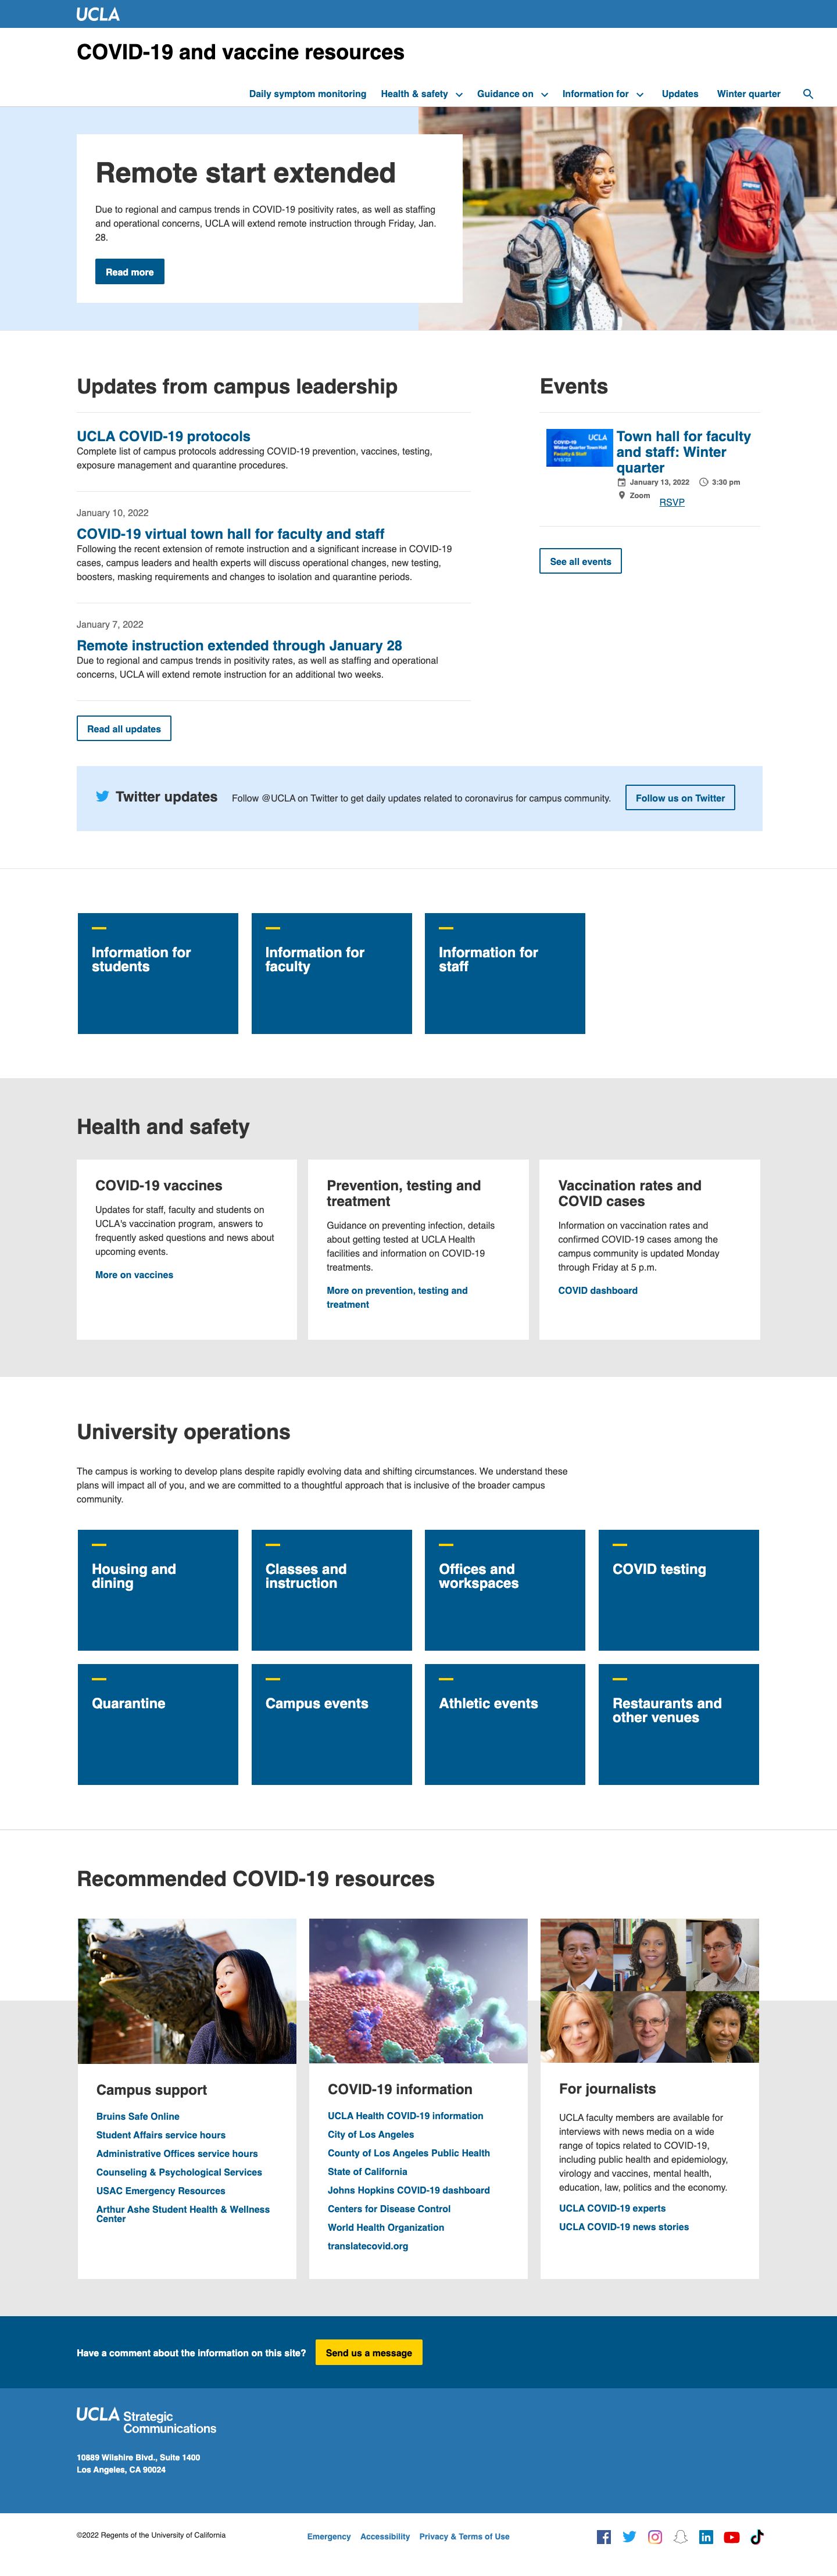 UCLA
COVID-19 and vaccine resources
Daily symptom monitoring Health & safety Guidance on Information for Updates Winter quarter
Remote start extended
Due to regional and campus trends in COVID-19 positivity rates, as well as staffing
and operational concerns, UCLA will extend remote instruction through Friday, Jan.
28.
Read more
Updates from campus leadership
UCLA COVID-19 protocols
Complete list of campus protocols addressing COVID-19 prevention, vaccines, testing,
exposure management and quarantine procedures.
January 10, 2022
COVID-19 virtual town hall for faculty and staff
Following the recent extension of remote instruction and a significant increase in COVID-19
cases, campus leaders and health experts will discuss operational changes, new testing,
boosters, masking requirements and changes to isolation and quarantine periods.
January 7, 2022
Remote instruction extended through January 28
Due to regional and campus trends in positivity rates, as well as staffing and operational
concerns, UCLA will extend remote instruction for an additional two weeks.
Read all updates
Events
UCLA
COVID-19
Winter Quarter Town Hall
Faculty & Staff
1/13/22
Town hall for faculty
and staff: Winter
quarter
January 13, 2022 3:30 pm
Zoom
RSVP
See all events
Twitter updates Follow @UCLA on Twitter to get daily updates related to coronavirus for campus community. Follow us on Twitter
Information for
students
Information for
faculty
Information for
staff
Health and safety
COVID-19 vaccines
Updates for staff, faculty and students on
UCLA's vaccination program, answers to
frequently asked questions and news about
upcoming events.
More on vaccines
Prevention, testing and
treatment
Guidance on preventing infection, details
about getting tested at UCLA Health
facilities and information on COVID-19
treatments.
More on prevention, testing and
treatment
Vaccination rates and
COVID cases
Information on vaccination rates and
confirmed COVID-19 cases among the
campus community is updated Monday
through Friday at 5 p.m.
COVID dashboard
University operations
The campus is working to develop plans despite rapidly evolving data and shifting circumstances. We understand these
plans will impact all of you, and we are committed to a thoughtful approach that is inclusive of the broader campus
community.
Housing and
dining
Classes and
instruction
Offices and
workspaces
COVID testing
Quarantine
Campus events
Athletic events
Restaurants and
other venues
Recommended COVID-19 resources
Campus support
Bruins Safe Online
Student Affairs service hours
Administrative Offices service hours
Counseling & Psychological Services
USAC Emergency Resources
Arthur Ashe Student Health & Wellness
Center
COVID-19 information
UCLA Health COVID-19 information
City of Los Angeles
County of Los Angeles Public Health
State of California
Johns Hopkins COVID-19 dashboard
Centers for Disease Control
World Health Organization
translatecovid.org
For journalists
UCLA faculty members are available for
interviews with news media on a wide
range of topics related to COVID-19,
including public health and epidemiology,
virology and vaccines, mental health,
education, law, politics and the economy.
UCLA COVID-19 experts
UCLA COVID-19 news stories
Have a comment about the information on this site? Send us a message
UCLA Strategic
Communications
10889 Wilshire Blvd., Suite 1400
Los Angeles, CA 90024
©2022 Regents of the University of California
Emergency Accessibility Privacy & Terms of Use